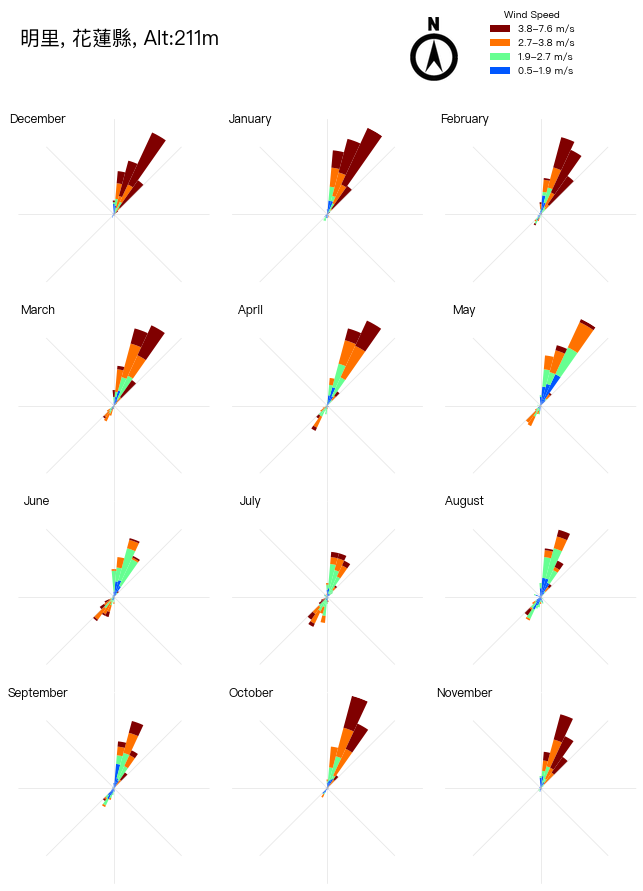 明里, 花蓮縣, Alt:211m
N
Wind Speed
3.8–7.6 m/s
2.7–3.8 m/s
1.9–2.7 m/s
0.5–1.9 m/s
December
January
February
March
April
May
June
July
August
September
October
November